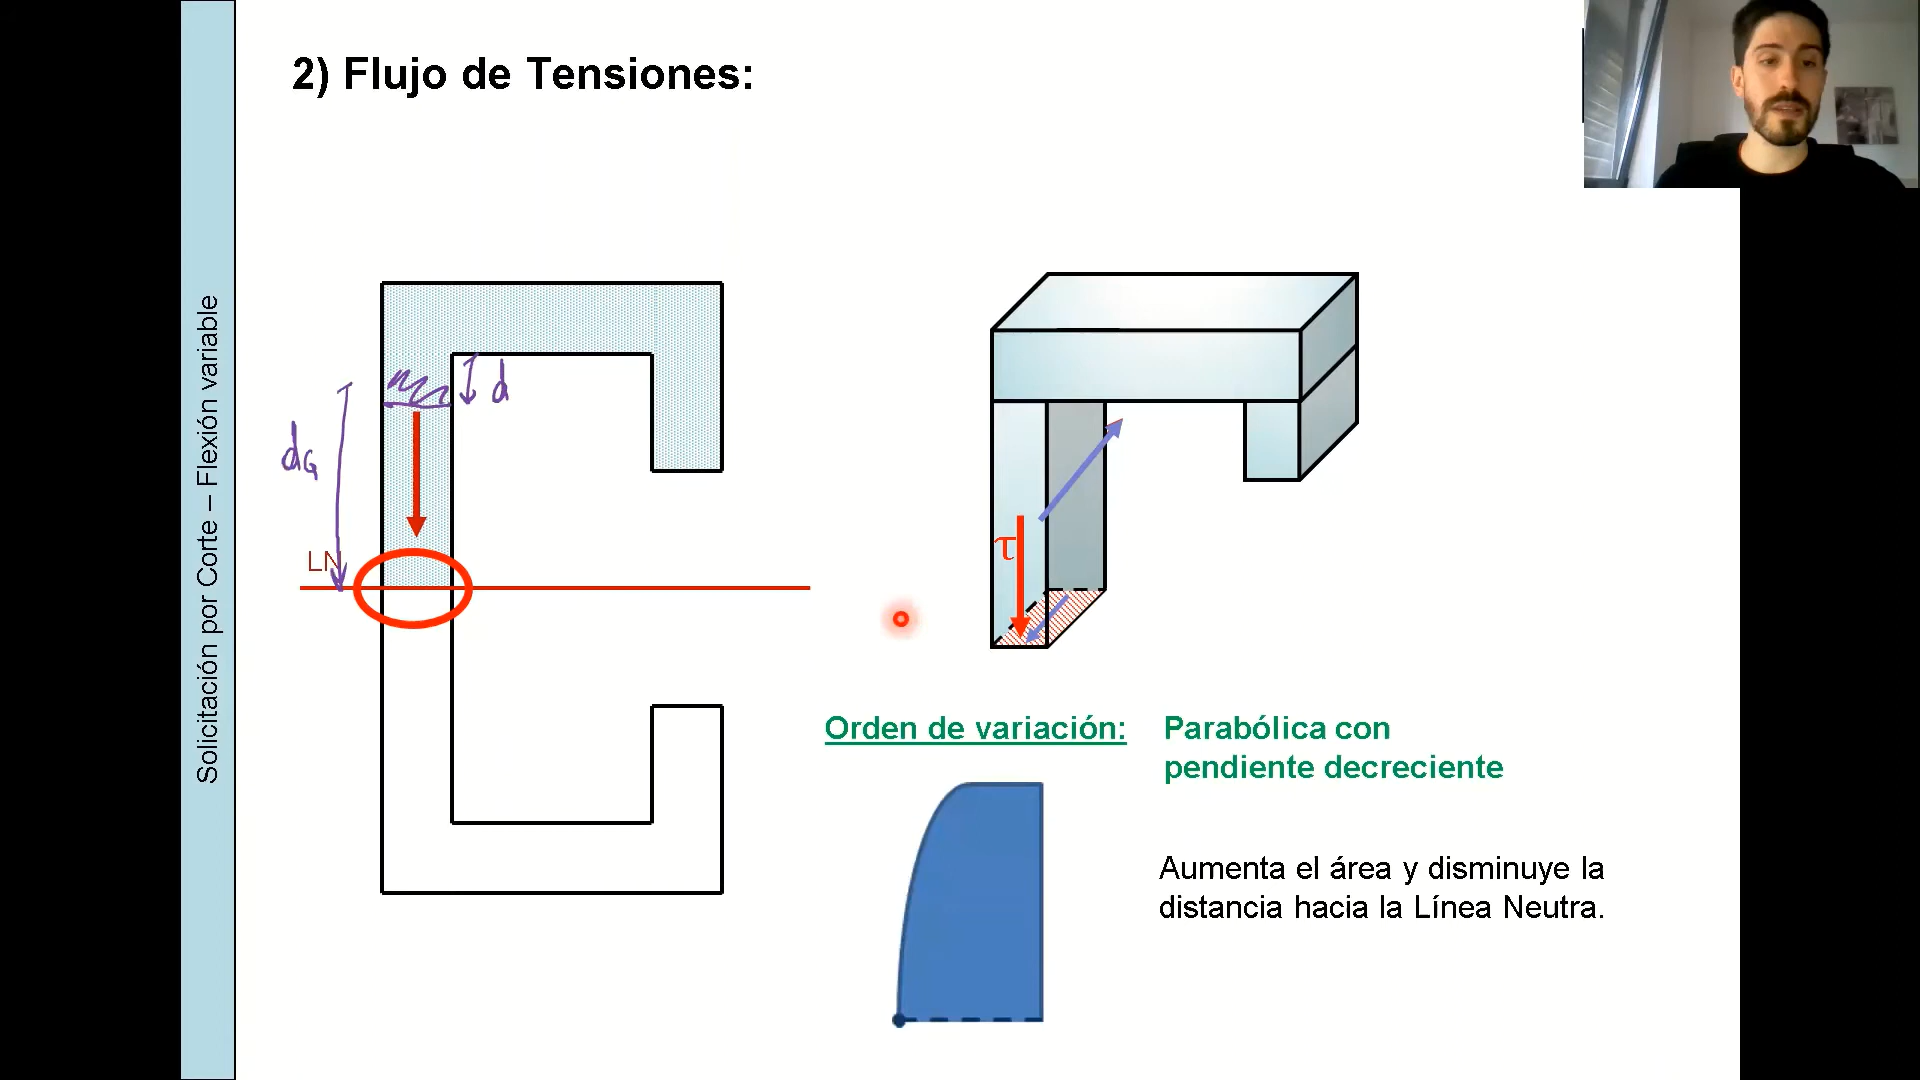 2) Flujo de Tensiones:
Solicitación por Corte – Flexión variable
d
dG
LN
τ
Orden de variación:
Parabólica con
pendiente decreciente
Aumenta el área y disminuye la
distancia hacia la Línea Neutra.